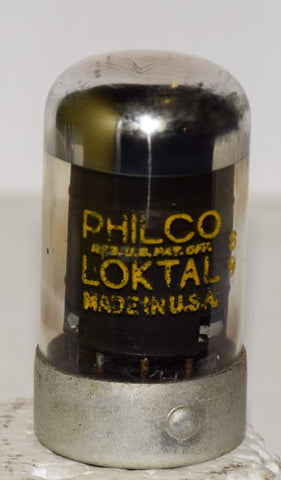 PHILCO
REG. U.S. PAT. OFF.
LOKTAL
MADE IN U.S.A.